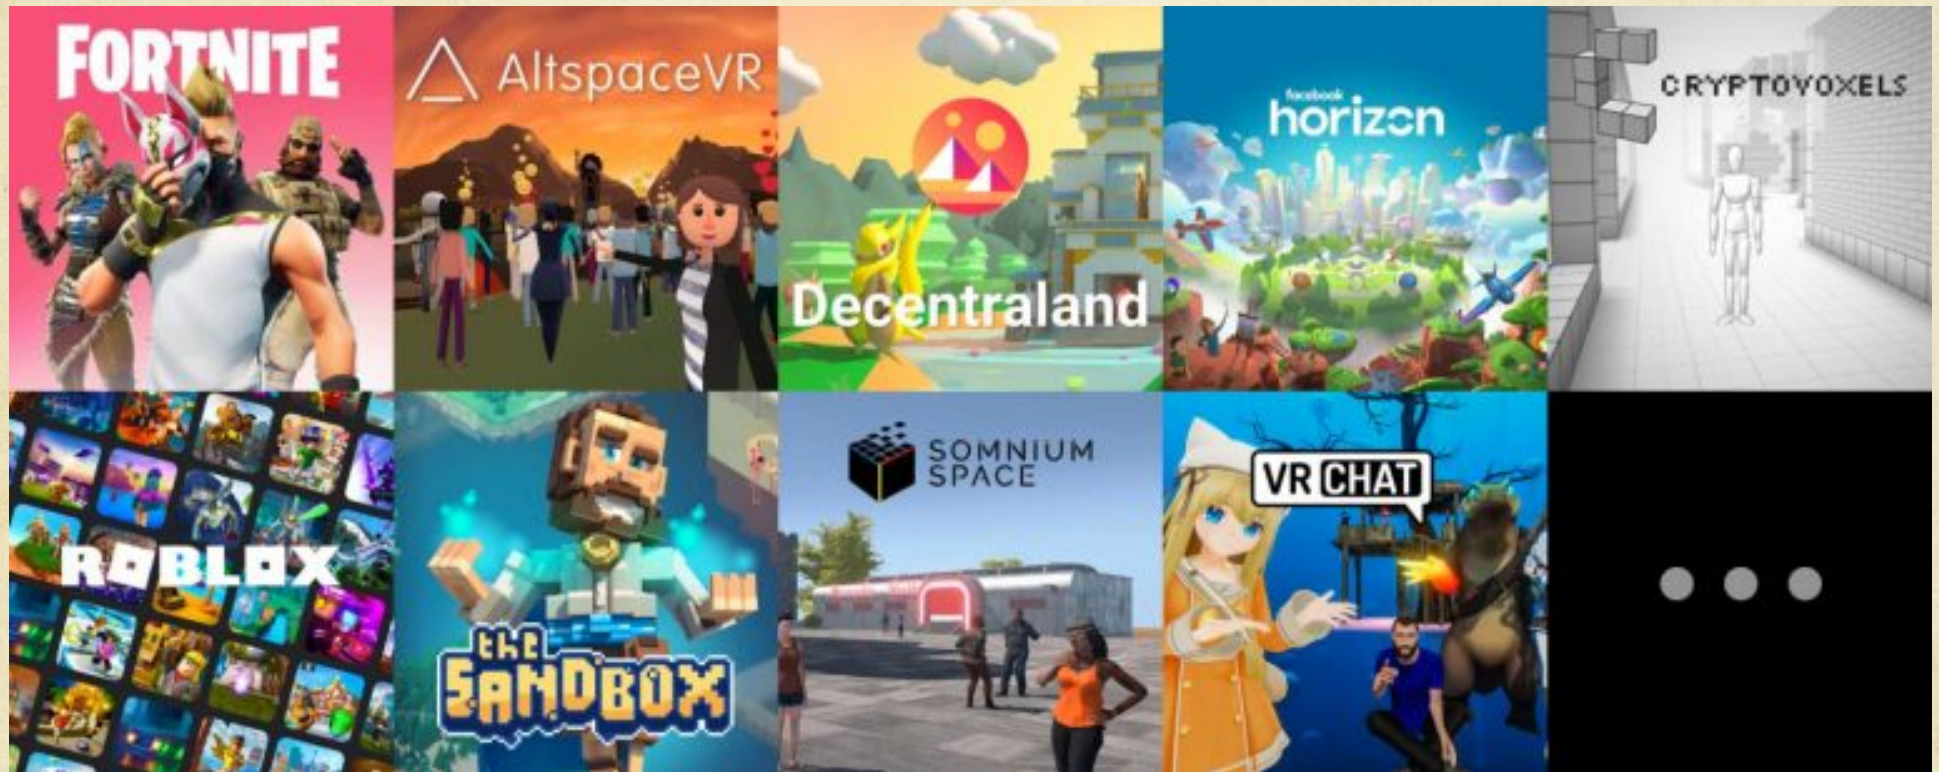 FORTNITE
AltspaceVR
Decentraland
facebook
horizon
CRYPTOVOXELS
ROBLOX
the
SANDBOX
SOMNIUM
SPACE
VR CHAT